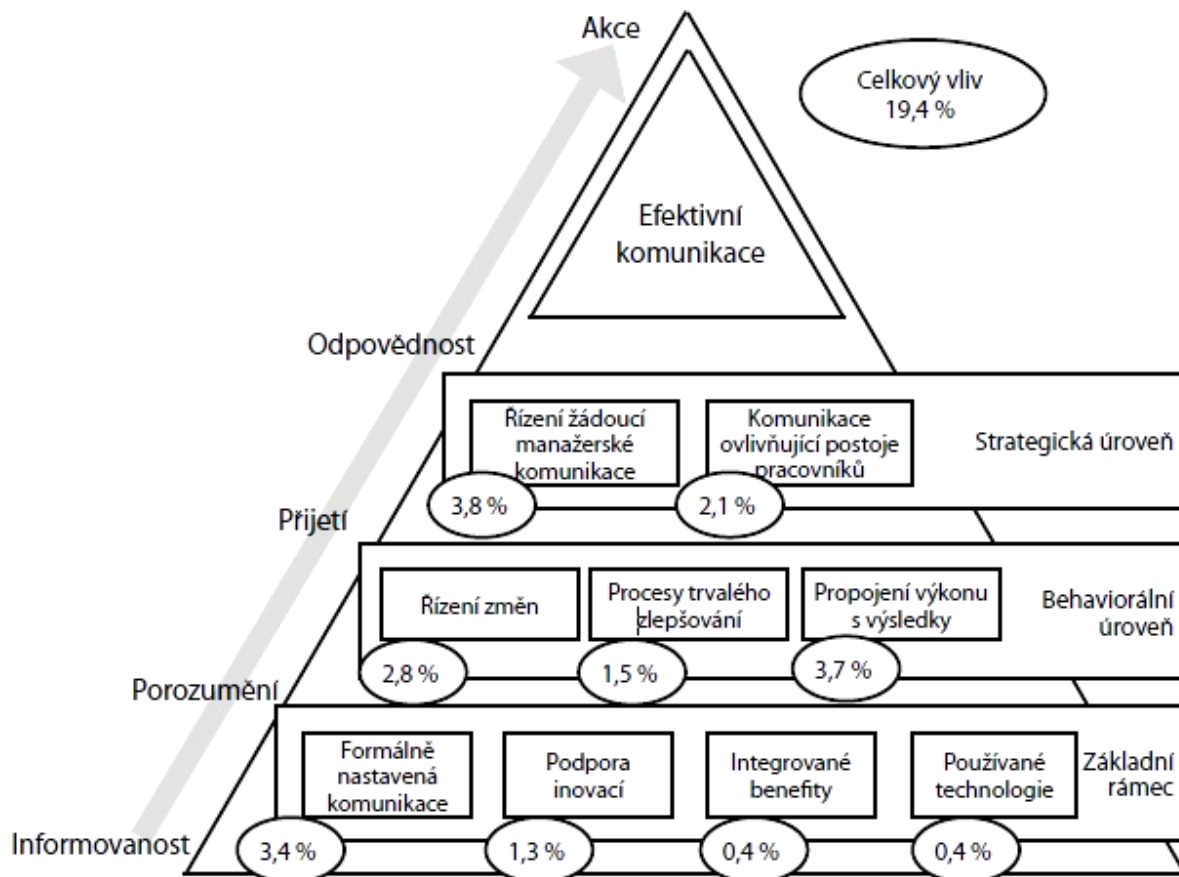 Akce
Celkový vliv
19,4 %
Efektivní
komunikace
Odpovědnost
Řízení žádoucí
manažerské
komunikace
Komunikace
ovlivňující postoje
pracovníků
Strategická úroveň
3,8 %
2,1 %
Přijetí
Řízení změn
Procesy trvalého
zlepšování
Propojení výkonu
s výsledky
Behaviorální
úroveň
2,8 %
1,5 %
3,7 %
Porozumění
Formálně
nastavená
komunikace
Podpora
inovací
Integrované
benefity
Používané
technologie
Základní
rámec
Informovanost
3,4 %
1,3 %
0,4 %
0,4 %